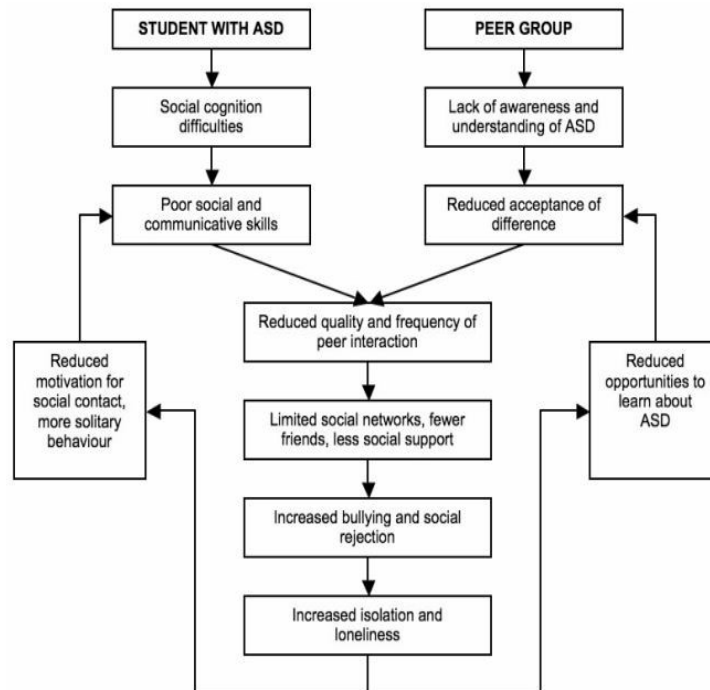 STUDENT WITH ASD
PEER GROUP
Social cognition
difficulties
Lack of awareness and
understanding of ASD
Poor social and
communicative skills
Reduced acceptance of
difference
Reduced quality and frequency of
peer interaction
Reduced
motivation for
social contact,
more solitary
behaviour
Reduced
opportunities to
learn about
ASD
Limited social networks, fewer
friends, less social support
Increased bullying and social
rejection
Increased isolation and
loneliness